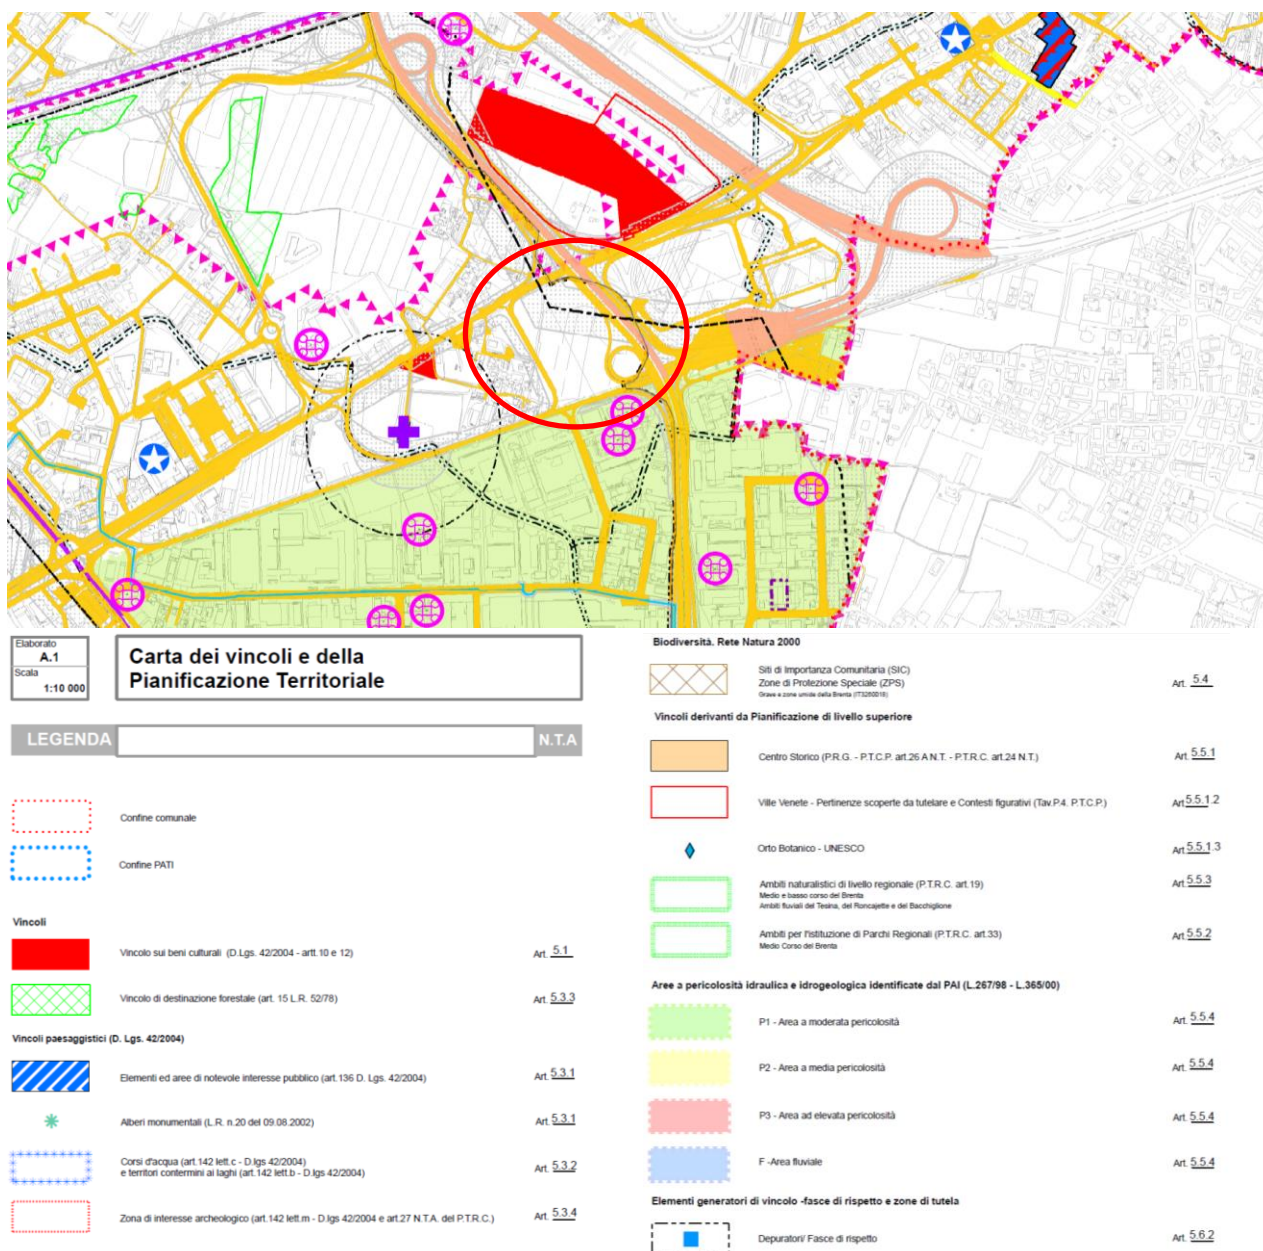 Elaborato
A.1
Scala
1:10 000
Carta dei vincoli e della
Pianificazione Territoriale
LEGENDA
N.T.A
Confine comunale
Confine PATI
Vincoli
Vincolo sui beni culturali (D.Lgs. 42/2004 - artt.10 e 12) Art. 5.1
Vincolo di destinazione forestale (art. 15 L.R. 52/78) Art. 5.3.3
Vincoli paesaggistici (D. Lgs. 42/2004)
Elementi ed aree di notevole interesse pubblico (art.136 D. Lgs. 42/2004) Art. 5.3.1
Alberi monumentali (L.R. n.20 del 09.08.2002) Art. 5.3.1
Corsi d'acqua (art.142 lett.c - D.lgs 42/2004)
e territori contermini ai laghi (art.142 lett.b - D.lgs 42/2004) Art. 5.3.2
Zona di interesse archeologico (art.142 lett.m - D.lgs 42/2004 e art.27 N.T.A. del P.T.R.C.) Art. 5.3.4
Biodiversità. Rete Natura 2000
Siti di Importanza Comunitaria (SIC)
Zone di Protezione Speciale (ZPS) Art. 5.4
Grave e zone umide della Brenta (IT3260018)
Vincoli derivanti da Pianificazione di livello superiore
Centro Storico (P.R.G. - P.T.C.P. art.26 A N.T. - P.T.R.C. art.24 N.T.) Art. 5.5.1
Ville Venete - Pertinenze scoperte da tutelare e Contesti figurativi (Tav.P.4. P.T.C.P.) Art 5.5.1.2
Orto Botanico - UNESCO Art 5.5.1.3
Ambiti naturalistici di livello regionale (P.T.R.C. art.19) Art. 5.5.3
Medio e basso corso del Brenta
Ambiti fluviali del Tesina, del Roncajette e del Bacchiglione
Ambiti per l'istituzione di Parchi Regionali (P.T.R.C. art.33) Art. 5.5.2
Medio Corso del Brenta
Aree a pericolosità idraulica e idrogeologica identificate dal PAI (L.267/98 - L.365/00)
P1 - Area a moderata pericolosità Art. 5.5.4
P2 - Area a media pericolosità Art. 5.5.4
P3 - Area ad elevata pericolosità Art. 5.5.4
F -Area fluviale Art. 5.5.4
Elementi generatori di vincolo -fasce di rispetto e zone di tutela
Depuratori/ Fasce di rispetto Art. 5.6.2